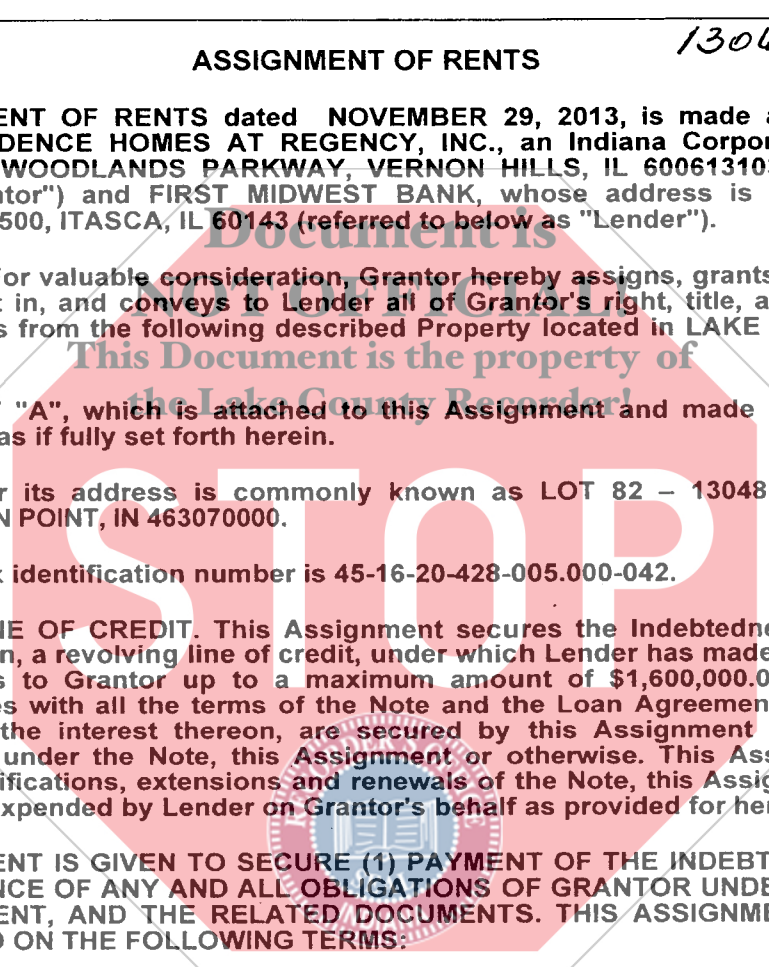 1304
ASSIGNMENT OF RENTS
ENT OF RENTS dated NOVEMBER 29, 2013, is made a
DENCE HOMES AT REGENCY, INC., an Indiana Corpor
WOODLANDS PARKWAY, VERNON HILLS, IL 600613103
ntor") and FIRST MIDWEST BANK, whose address is
500, ITASCA, IL 60143 (referred to below as "Lender").
Document is
or valuable consideration, Grantor hereby assigns, grants
NOT OFFICIAL!
t in, and conveys to Lender all of Grantor's right, title, a
s from the following described Property located in LAKE
This Document is the property of
the Lake County Recorder!
"A", which is attached to this Assignment and made
as if fully set forth herein.
STOP
r its address is commonly known as LOT 82 – 13048
N POINT, IN 463070000.
identification number is 45-16-20-428-005.000-042.
NE OF CREDIT. This Assignment secures the Indebtedne
n, a revolving line of credit, under which Lender has made
s to Grantor up to a maximum amount of $1,600,000.0
es with all the terms of the Note and the Loan Agreemen
the interest thereon, are secured by this Assignment
under the Note, this Assignment or otherwise. This Ass
ifications, extensions and renewals of the Note, this Assig
xpended by Lender on Grantor's behalf as provided for her
RECORDER'S OFFICE
SEAL
INDIANA
ENT IS GIVEN TO SECURE (1) PAYMENT OF THE INDEBT
NCE OF ANY AND ALL OBLIGATIONS OF GRANTOR UNDE
ENT, AND THE RELATED DOCUMENTS. THIS ASSIGNME
D ON THE FOLLOWING TERMS: